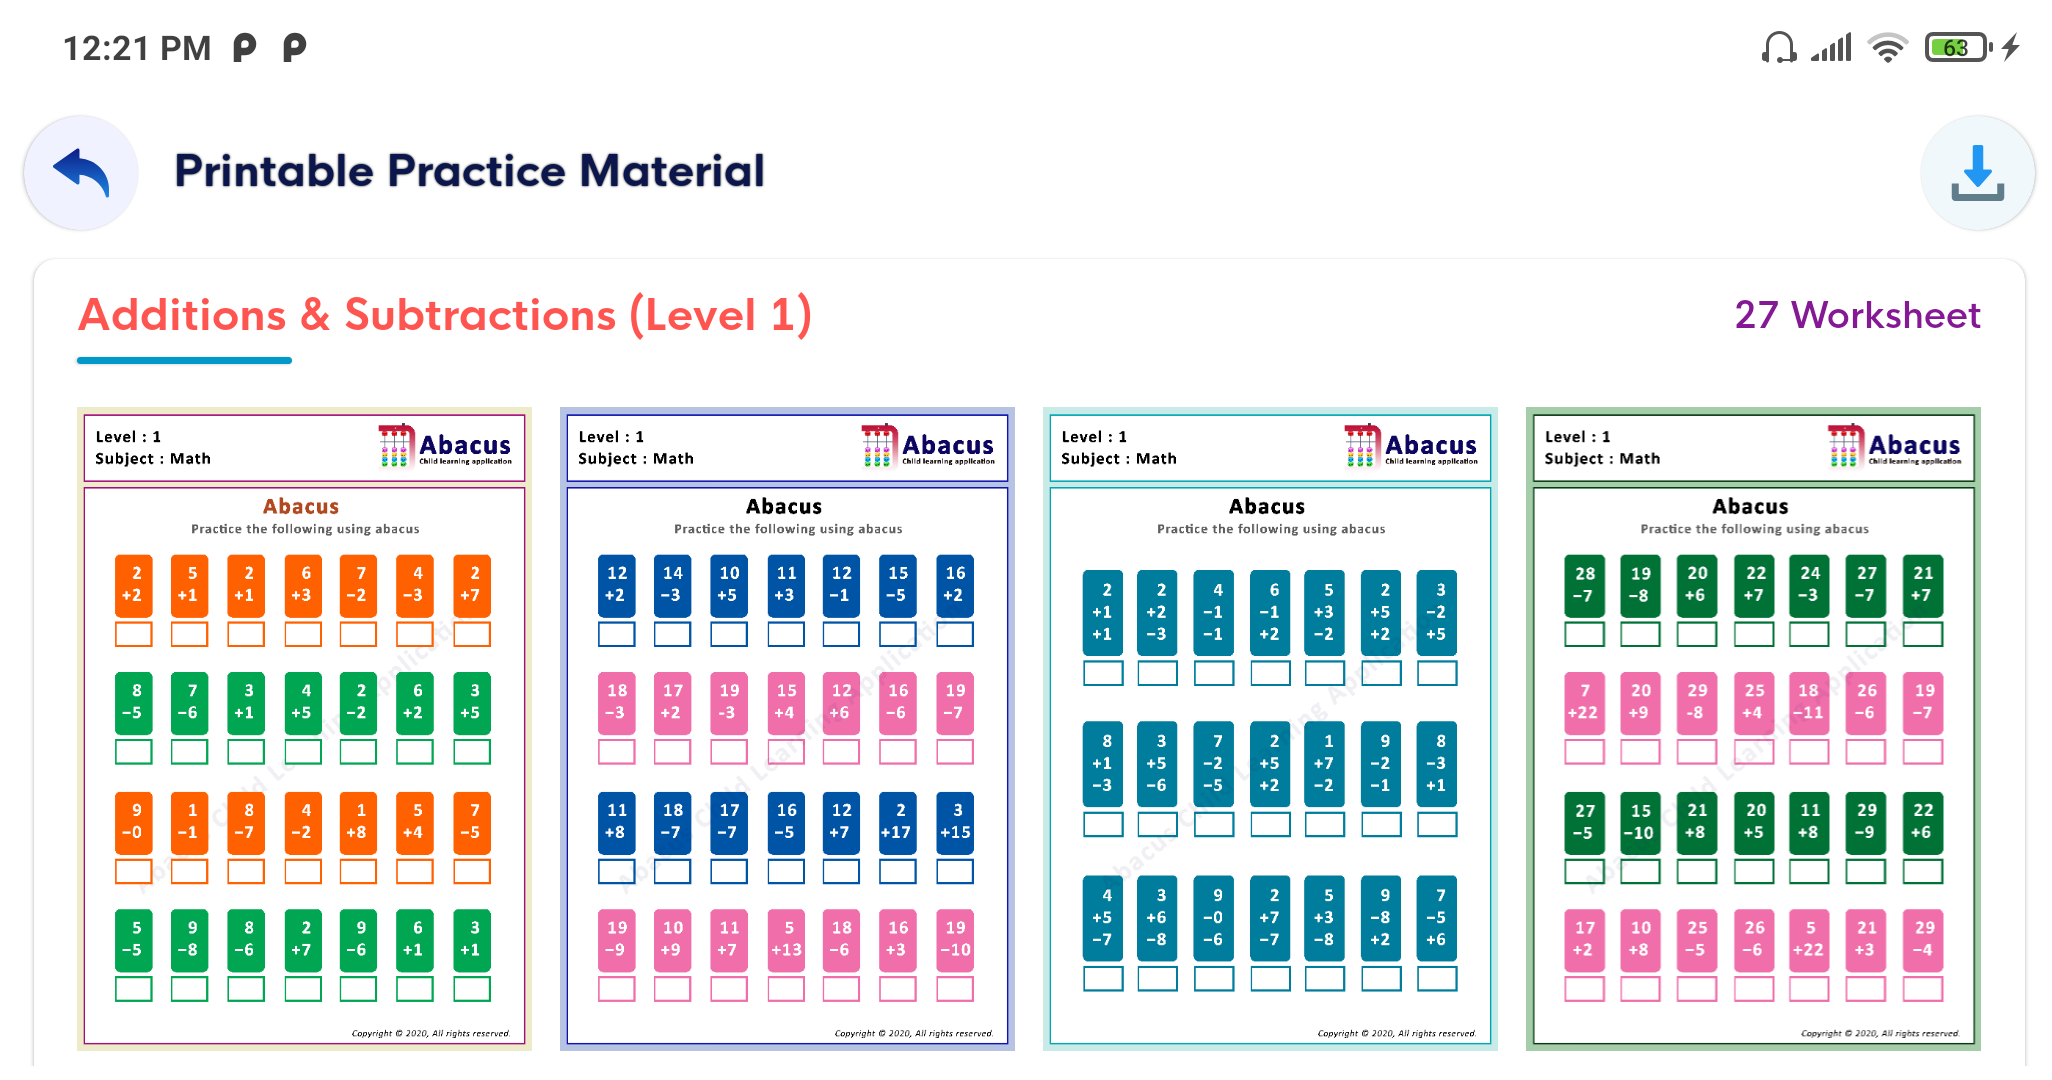 12:21 PM
63
Printable Practice Material
Additions & Subtractions (Level 1)
27 Worksheet
Level : 1
Subject : Math
Abacus
Child learning application
Abacus
Practice the following using abacus
2 5 2 6 7 4 2
+2 +1 +1 +3 −2 −3 +7
8 7 3 4 2 6 3
−5 −6 +1 +5 −2 +2 +5
9 1 8 4 1 5 7
−0 −1 −7 −2 +8 +4 −5
5 9 8 2 9 6 3
−5 −8 −6 +7 −6 +1 +1
Abacus Child Learning Application
Copyright © 2020, All rights reserved.
Level : 1
Subject : Math
Abacus
Child learning application
Abacus
Practice the following using abacus
12 14 10 11 12 15 16
+2 −3 +5 +3 −1 −5 +2
18 17 19 15 12 16 19
−3 +2 -3 +4 +6 −6 −7
11 18 17 16 12 2 3
+8 −7 −7 −5 +7 +17 +15
19 10 11 5 18 16 19
−9 +9 +7 +13 −6 +3 −10
Abacus Child Learning Application
Copyright © 2020, All rights reserved.
Level : 1
Subject : Math
Abacus
Child learning application
Abacus
Practice the following using abacus
2 2 4 6 5 2 3
+1 +2 −1 −1 +3 +5 −2
+1 −3 −1 +2 −2 +2 +5
8 3 7 2 1 9 8
+1 +5 −2 +5 +7 −2 −3
−3 −6 −5 +2 −2 −1 +1
4 3 9 2 5 9 7
+5 +6 −0 +7 +3 −8 −5
−7 −8 −6 −7 −8 +2 +6
Abacus Child Learning Application
Copyright © 2020, All rights reserved.
Level : 1
Subject : Math
Abacus
Child learning application
Abacus
Practice the following using abacus
28 19 20 22 24 27 21
−7 −8 +6 +7 −3 −7 +7
7 20 29 25 18 26 19
+22 +9 -8 +4 −11 −6 −7
27 15 21 20 11 29 22
−5 −10 +8 +5 +8 −9 +6
17 10 25 26 5 21 29
+2 +8 −5 −6 +22 +3 −4
Abacus Child Learning Application
Copyright © 2020, All rights reserved.